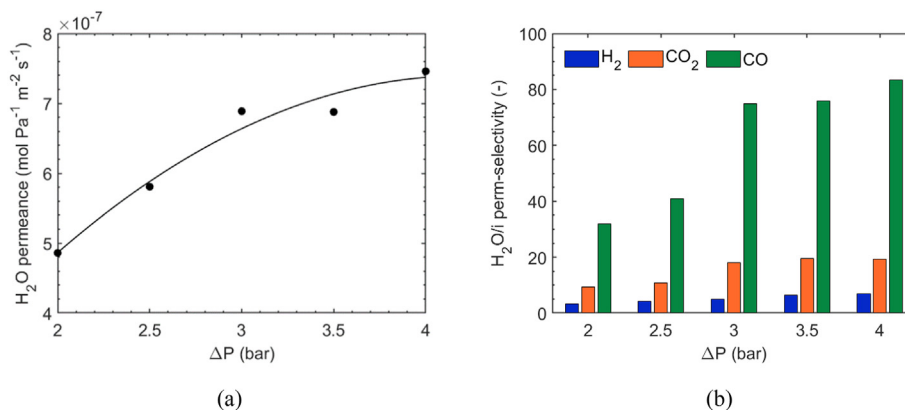 ×10⁻⁷
8
7
6
5
4
H₂O permeance (mol Pa⁻¹ m⁻² s⁻¹)
2 2.5 3 3.5 4
ΔP (bar)
(a)
H₂ CO₂ CO
100
80
60
40
20
0
H₂O/i perm-selectivity (-)
2 2.5 3 3.5 4
ΔP (bar)
(b)